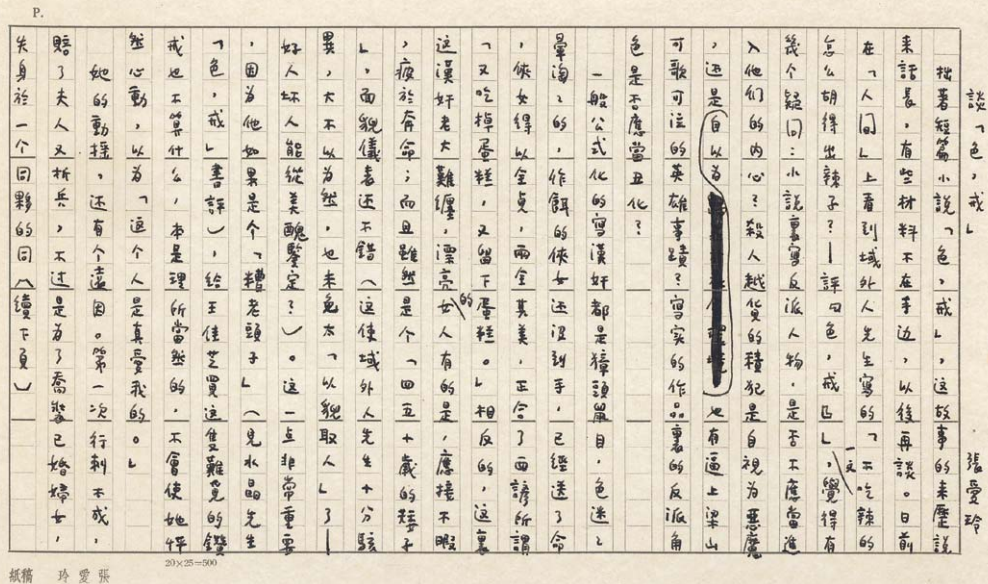 P.
談「色，戒」
張愛玲
拙著短篇小說「色，戒」，這故事的來歷說
來話長，有些材料不在手边，以後再談。日前
在「人间」上看到域外人先生寫的「不吃辣的
怎么胡得出辣子？—評『色，戒』」一文，覺得有
幾个疑问：小說裏寫反派人物，是否不應當進
入他们的内心？殺人越貨的積犯是自視為惡魔
，还是自以為也有逼上梁山
可歌可泣的英雄事蹟？寫实的作品裏的反派角
色是否應當丑化？
一般公式化的寫漢奸都是獐頭鼠目，色迷々
暈淘々的，作餌的俠女还没到手，已經送了命
，俠女得以全貞，兩全其美，正合了西諺所謂
「又吃掉蛋糕，又留下蛋糕。」相反的，这裏
这漢奸老大難纏，漂亮的女人有的是，應接不暇
，疲於奔命；而且雖然是个「四五十歲的矮子
」，而貌儀表还不錯（这使域外人先生十分駭
異，大不以為然，也未免太「以貌取人」了—
好人坏人能從美醜鑒定？）。這一点非常重要
，因為他如果是个「糟老頭子」（見水晶先生
「色，戒」書評），給王佳芝買这隻難覓的鑽
戒也不算什么，本是理所當然的，不會使她怦
然心動，以為「这个人是真愛我的。」
她的動搖，还有个遠因。第一次行刺不成，
賠了夫人又折兵，不过是為了喬裝已婚婦女，
失身於一个同夥的同（續下頁）
20×25=500
張愛玲 稿紙